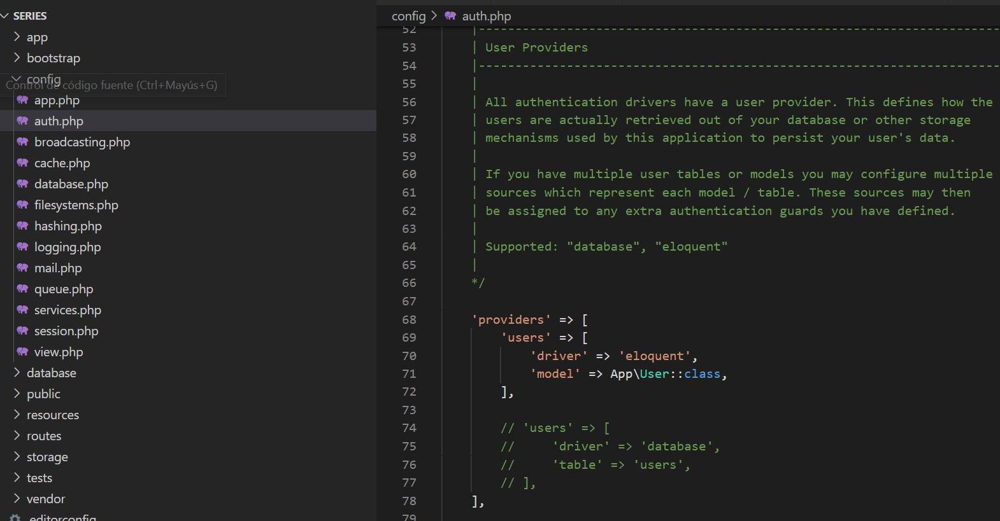 SERIES
app
bootstrap
config
Control de código fuente (Ctrl+Mayús+G)
app.php
auth.php
broadcasting.php
cache.php
database.php
filesystems.php
hashing.php
logging.php
mail.php
queue.php
services.php
session.php
view.php
database
public
resources
routes
storage
tests
vendor
.editorconfig
config > auth.php
52 |--------------------------------------------------------------------------
53 | User Providers
54 |--------------------------------------------------------------------------
55 |
56 | All authentication drivers have a user provider. This defines how the
57 | users are actually retrieved out of your database or other storage
58 | mechanisms used by this application to persist your user's data.
59 |
60 | If you have multiple user tables or models you may configure multiple
61 | sources which represent each model / table. These sources may then
62 | be assigned to any extra authentication guards you have defined.
63 |
64 | Supported: "database", "eloquent"
65 |
66 */
67
68 'providers' => [
69 'users' => [
70 'driver' => 'eloquent',
71 'model' => App\User::class,
72 ],
73
74 // 'users' => [
75 // 'driver' => 'database',
76 // 'table' => 'users',
77 // ],
78 ],
79